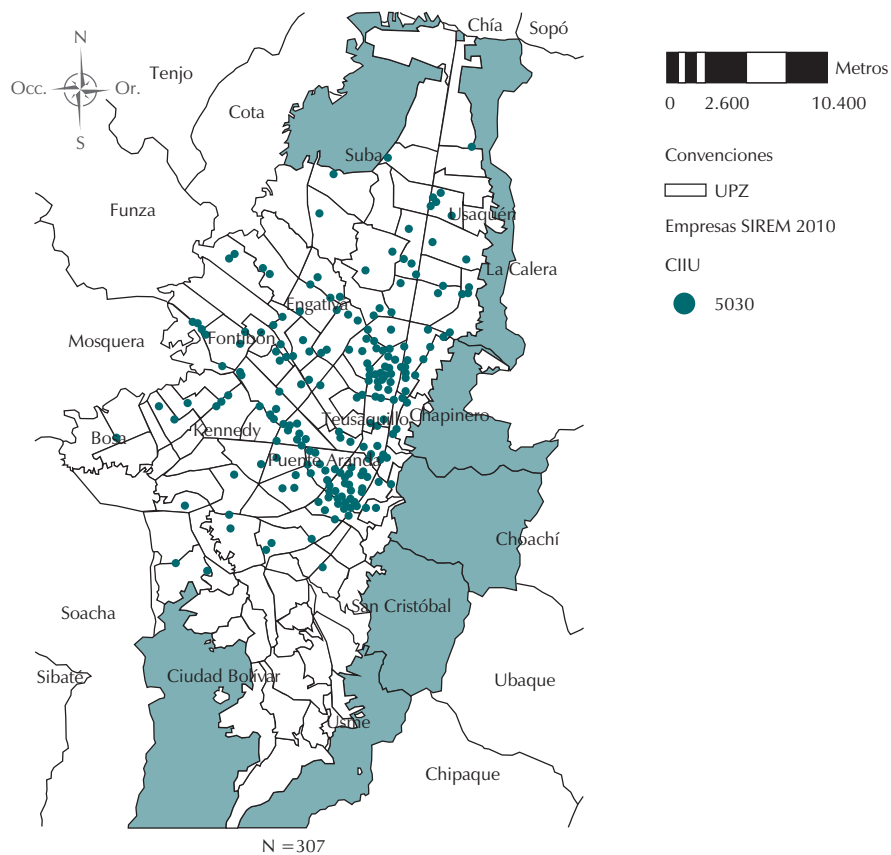 Chía
Sopó
N
Tenjo
Occ.
Or.
S
Cota
Suba
Funza
Usaquén
La Calera
Engativa
Mosquera
Fontibón
Teusaquillo
Chapinero
Bosa
Kennedy
Puente Aranda
Choachí
Soacha
San Cristóbal
Sibaté
Ciudad Bolívar
Ubaque
Usme
Chipaque
N =307
Metros
0 2.600 10.400
Convenciones
UPZ
Empresas SIREM 2010
CIIU
5030